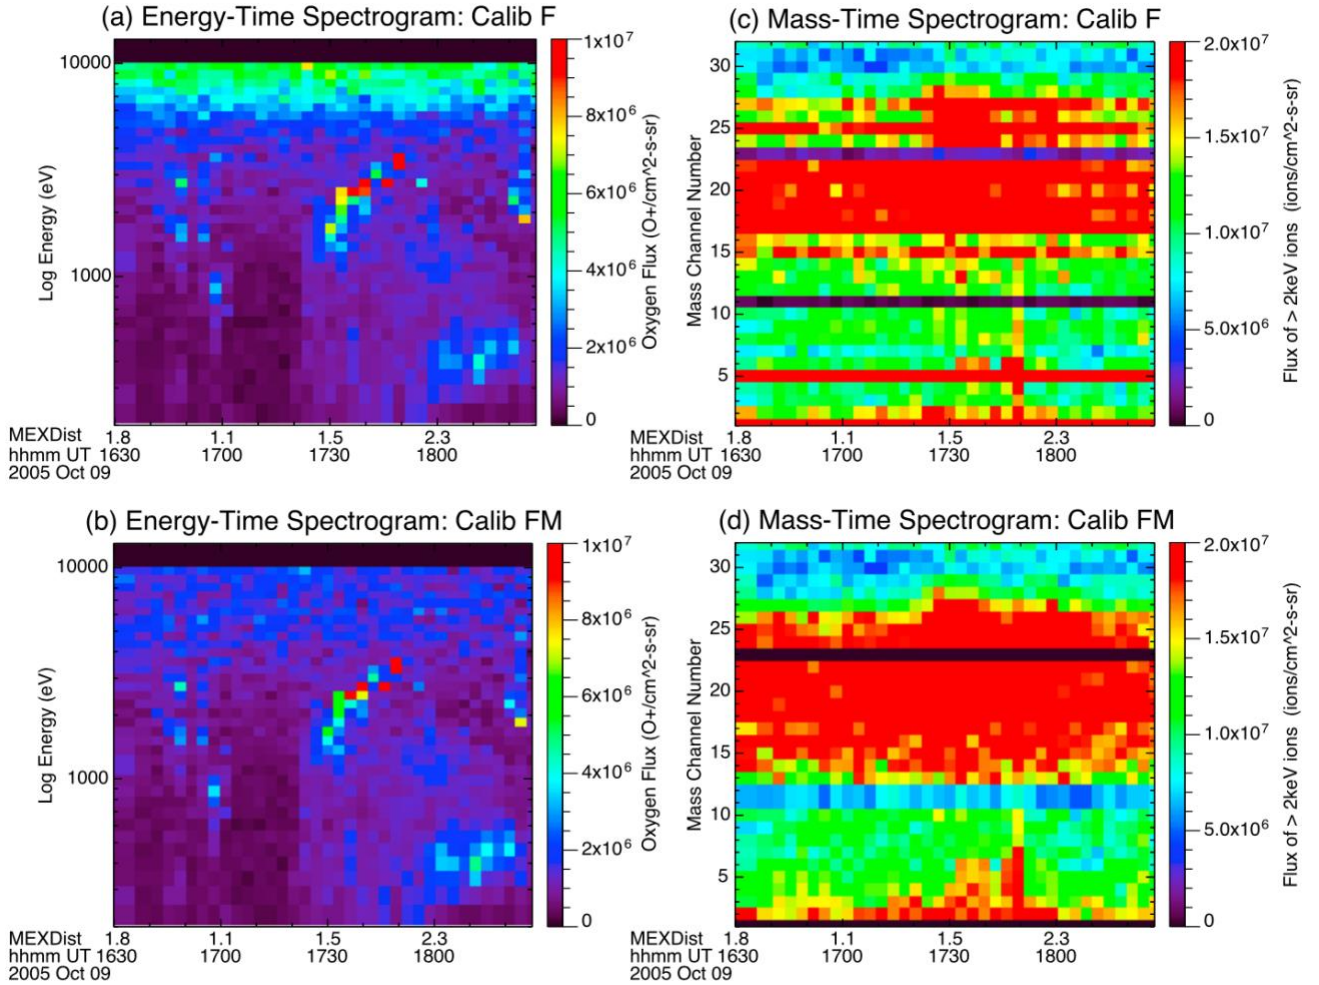 (a) Energy-Time Spectrogram: Calib F
10000
1000
Log Energy (eV)
1x10^7
8x10^6
6x10^6
4x10^6
2x10^6
0
Oxygen Flux (O+/cm^2-s-sr)
MEXDist 1.8 1.1 1.5 2.3
hhmm UT 1630 1700 1730 1800
2005 Oct 09
(c) Mass-Time Spectrogram: Calib F
30
25
20
15
10
5
Mass Channel Number
2.0x10^7
1.5x10^7
1.0x10^7
5.0x10^6
0
Flux of > 2keV ions (ions/cm^2-s-sr)
MEXDist 1.8 1.1 1.5 2.3
hhmm UT 1630 1700 1730 1800
2005 Oct 09
(b) Energy-Time Spectrogram: Calib FM
10000
1000
Log Energy (eV)
1x10^7
8x10^6
6x10^6
4x10^6
2x10^6
0
Oxygen Flux (O+/cm^2-s-sr)
MEXDist 1.8 1.1 1.5 2.3
hhmm UT 1630 1700 1730 1800
2005 Oct 09
(d) Mass-Time Spectrogram: Calib FM
30
25
20
15
10
5
Mass Channel Number
2.0x10^7
1.5x10^7
1.0x10^7
5.0x10^6
0
Flux of > 2keV ions (ions/cm^2-s-sr)
MEXDist 1.8 1.1 1.5 2.3
hhmm UT 1630 1700 1730 1800
2005 Oct 09